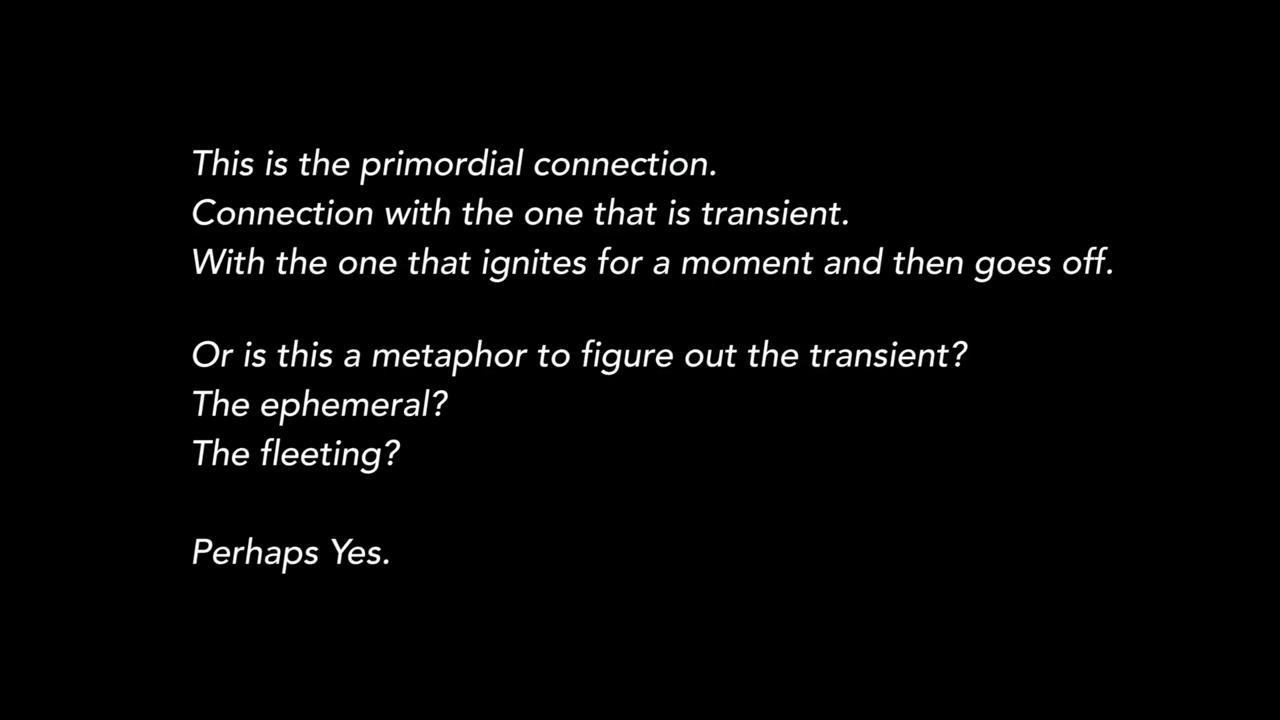 This is the primordial connection.
Connection with the one that is transient.
With the one that ignites for a moment and then goes off.
Or is this a metaphor to figure out the transient?
The ephemeral?
The fleeting?
Perhaps Yes.